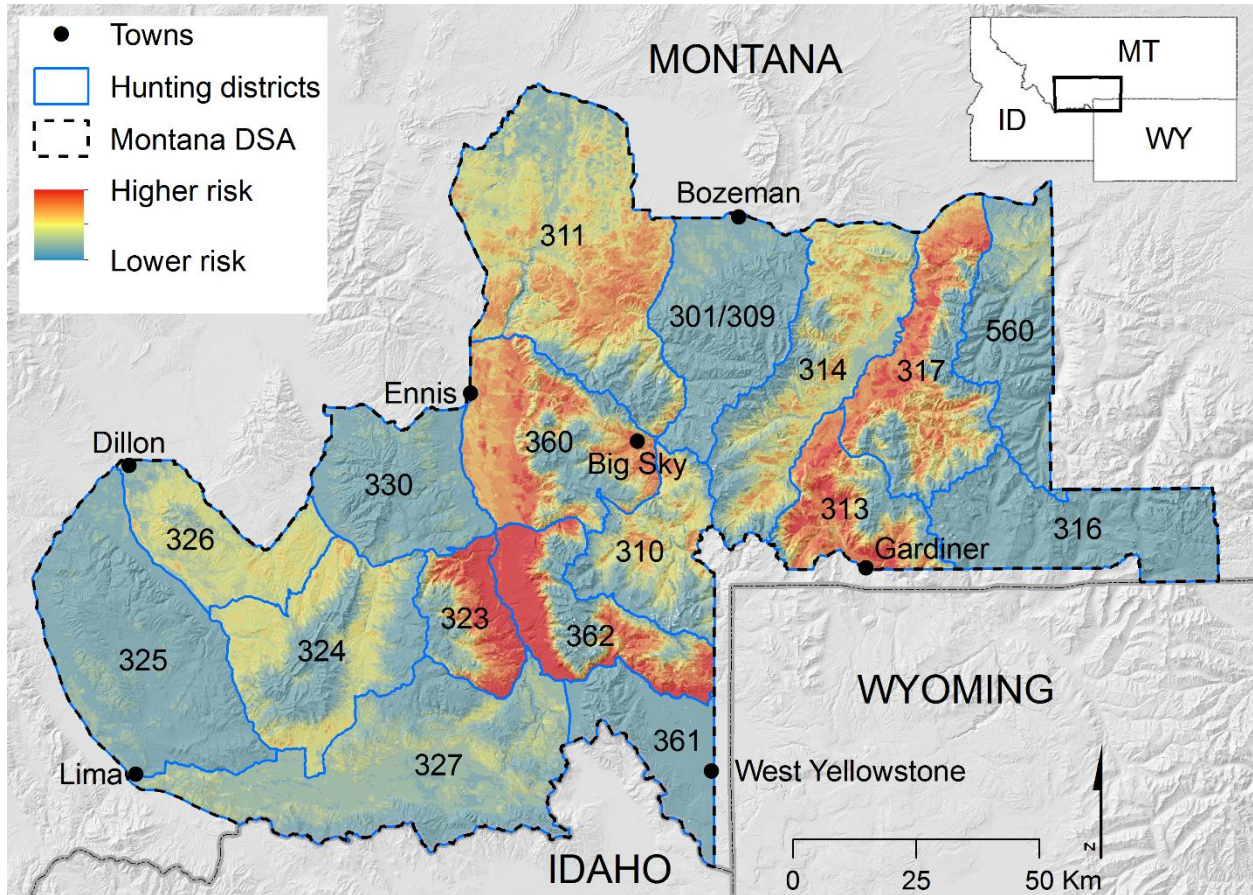 Towns
Hunting districts
Montana DSA
Higher risk
Lower risk
MONTANA
MT
ID
WY
Bozeman
311
301/309
560
314
317
Ennis
360
Big Sky
Dillon
330
326
310
313
316
Gardiner
323
362
324
325
WYOMING
361
327
Lima
West Yellowstone
IDAHO
N
0 25 50 Km